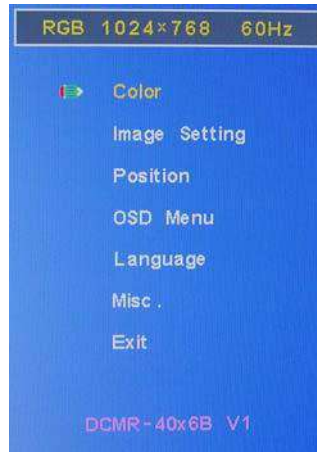 RGB 1024×768 60Hz
Color
Image Setting
Position
OSD Menu
Language
Misc.
Exit
DCMR-40x6B V1